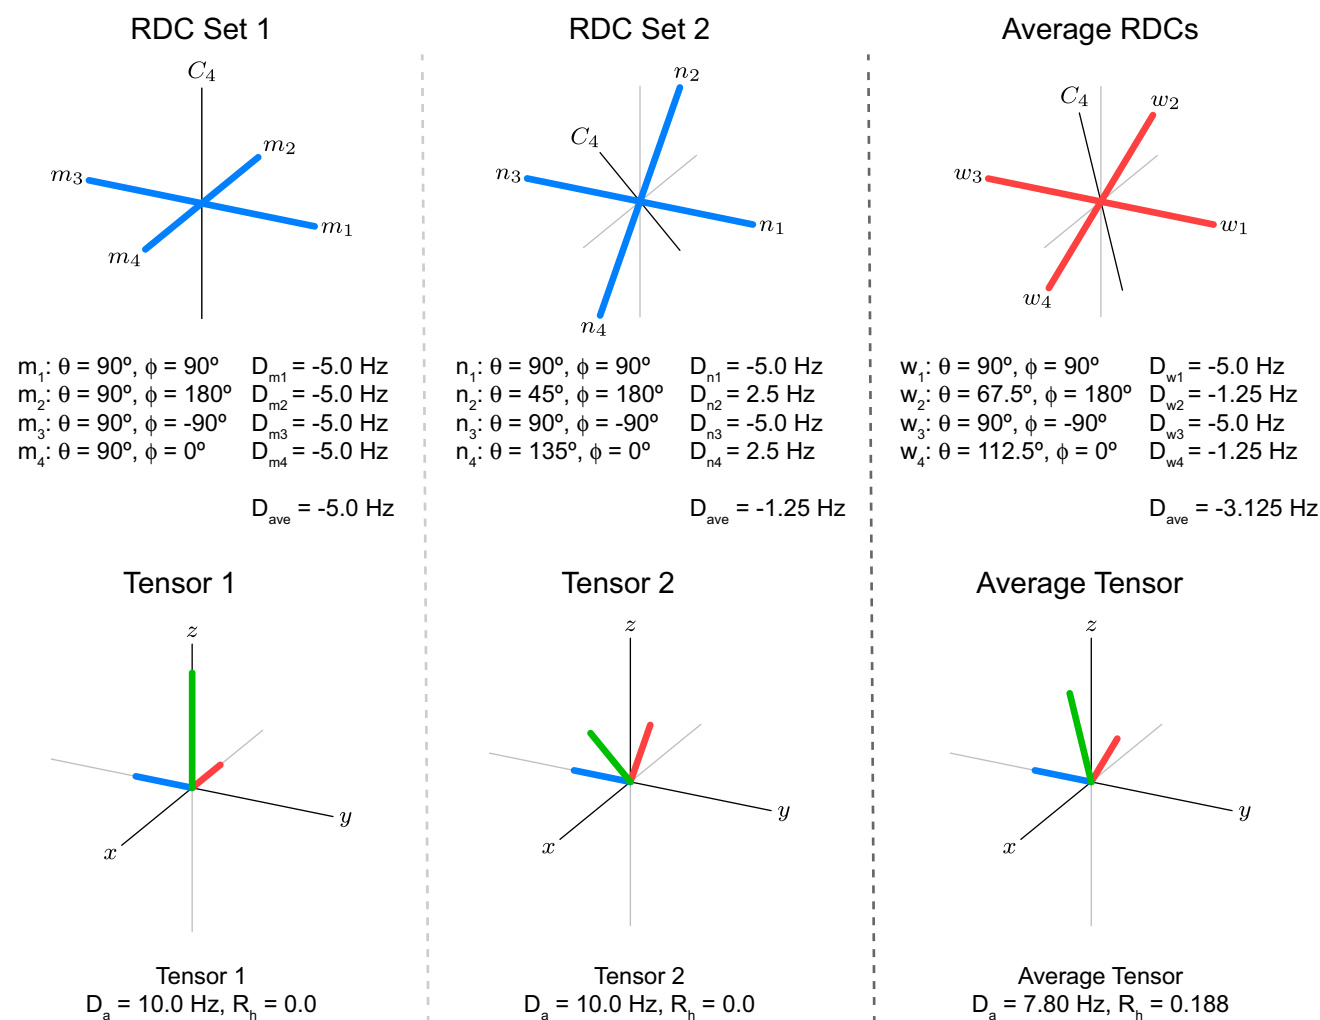 RDC Set 1
C4
m2
m3
m1
m4
m1: θ = 90º, ϕ = 90º Dm1 = -5.0 Hz
m2: θ = 90º, ϕ = 180º Dm2 = -5.0 Hz
m3: θ = 90º, ϕ = -90º Dm3 = -5.0 Hz
m4: θ = 90º, ϕ = 0º Dm4 = -5.0 Hz
Dave = -5.0 Hz
RDC Set 2
n2
C4
n3
n1
n4
n1: θ = 90º, ϕ = 90º Dn1 = -5.0 Hz
n2: θ = 45º, ϕ = 180º Dn2 = 2.5 Hz
n3: θ = 90º, ϕ = -90º Dn3 = -5.0 Hz
n4: θ = 135º, ϕ = 0º Dn4 = 2.5 Hz
Dave = -1.25 Hz
Average RDCs
C4
w2
w3
w1
w4
w1: θ = 90º, ϕ = 90º Dw1 = -5.0 Hz
w2: θ = 67.5º, ϕ = 180º Dw2 = -1.25 Hz
w3: θ = 90º, ϕ = -90º Dw3 = -5.0 Hz
w4: θ = 112.5º, ϕ = 0º Dw4 = -1.25 Hz
Dave = -3.125 Hz
Tensor 1
z
y
x
Tensor 1
Da = 10.0 Hz, Rh = 0.0
Tensor 2
z
y
x
Tensor 2
Da = 10.0 Hz, Rh = 0.0
Average Tensor
z
y
x
Average Tensor
Da = 7.80 Hz, Rh = 0.188